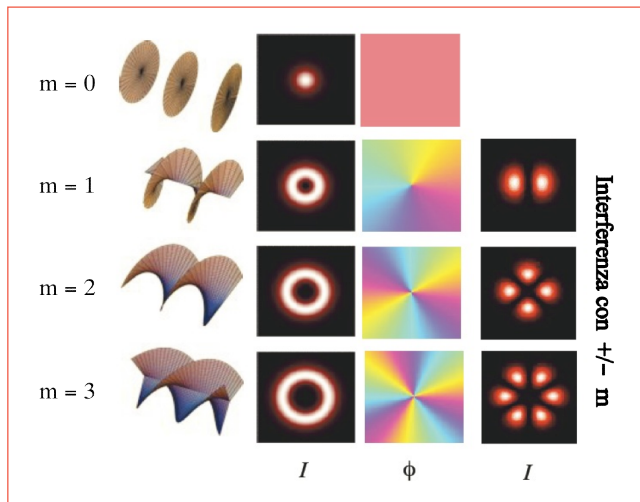 m = 0
m = 1
m = 2
m = 3
I
ϕ
I
Interferenza con +/- m